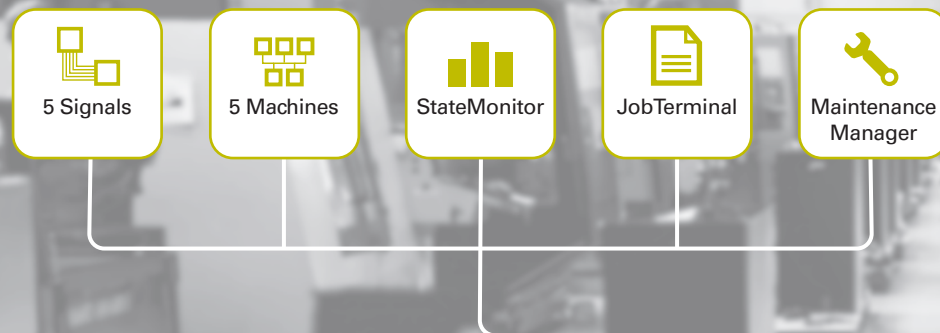 5 Signals
5 Machines
StateMonitor
JobTerminal
Maintenance
Manager